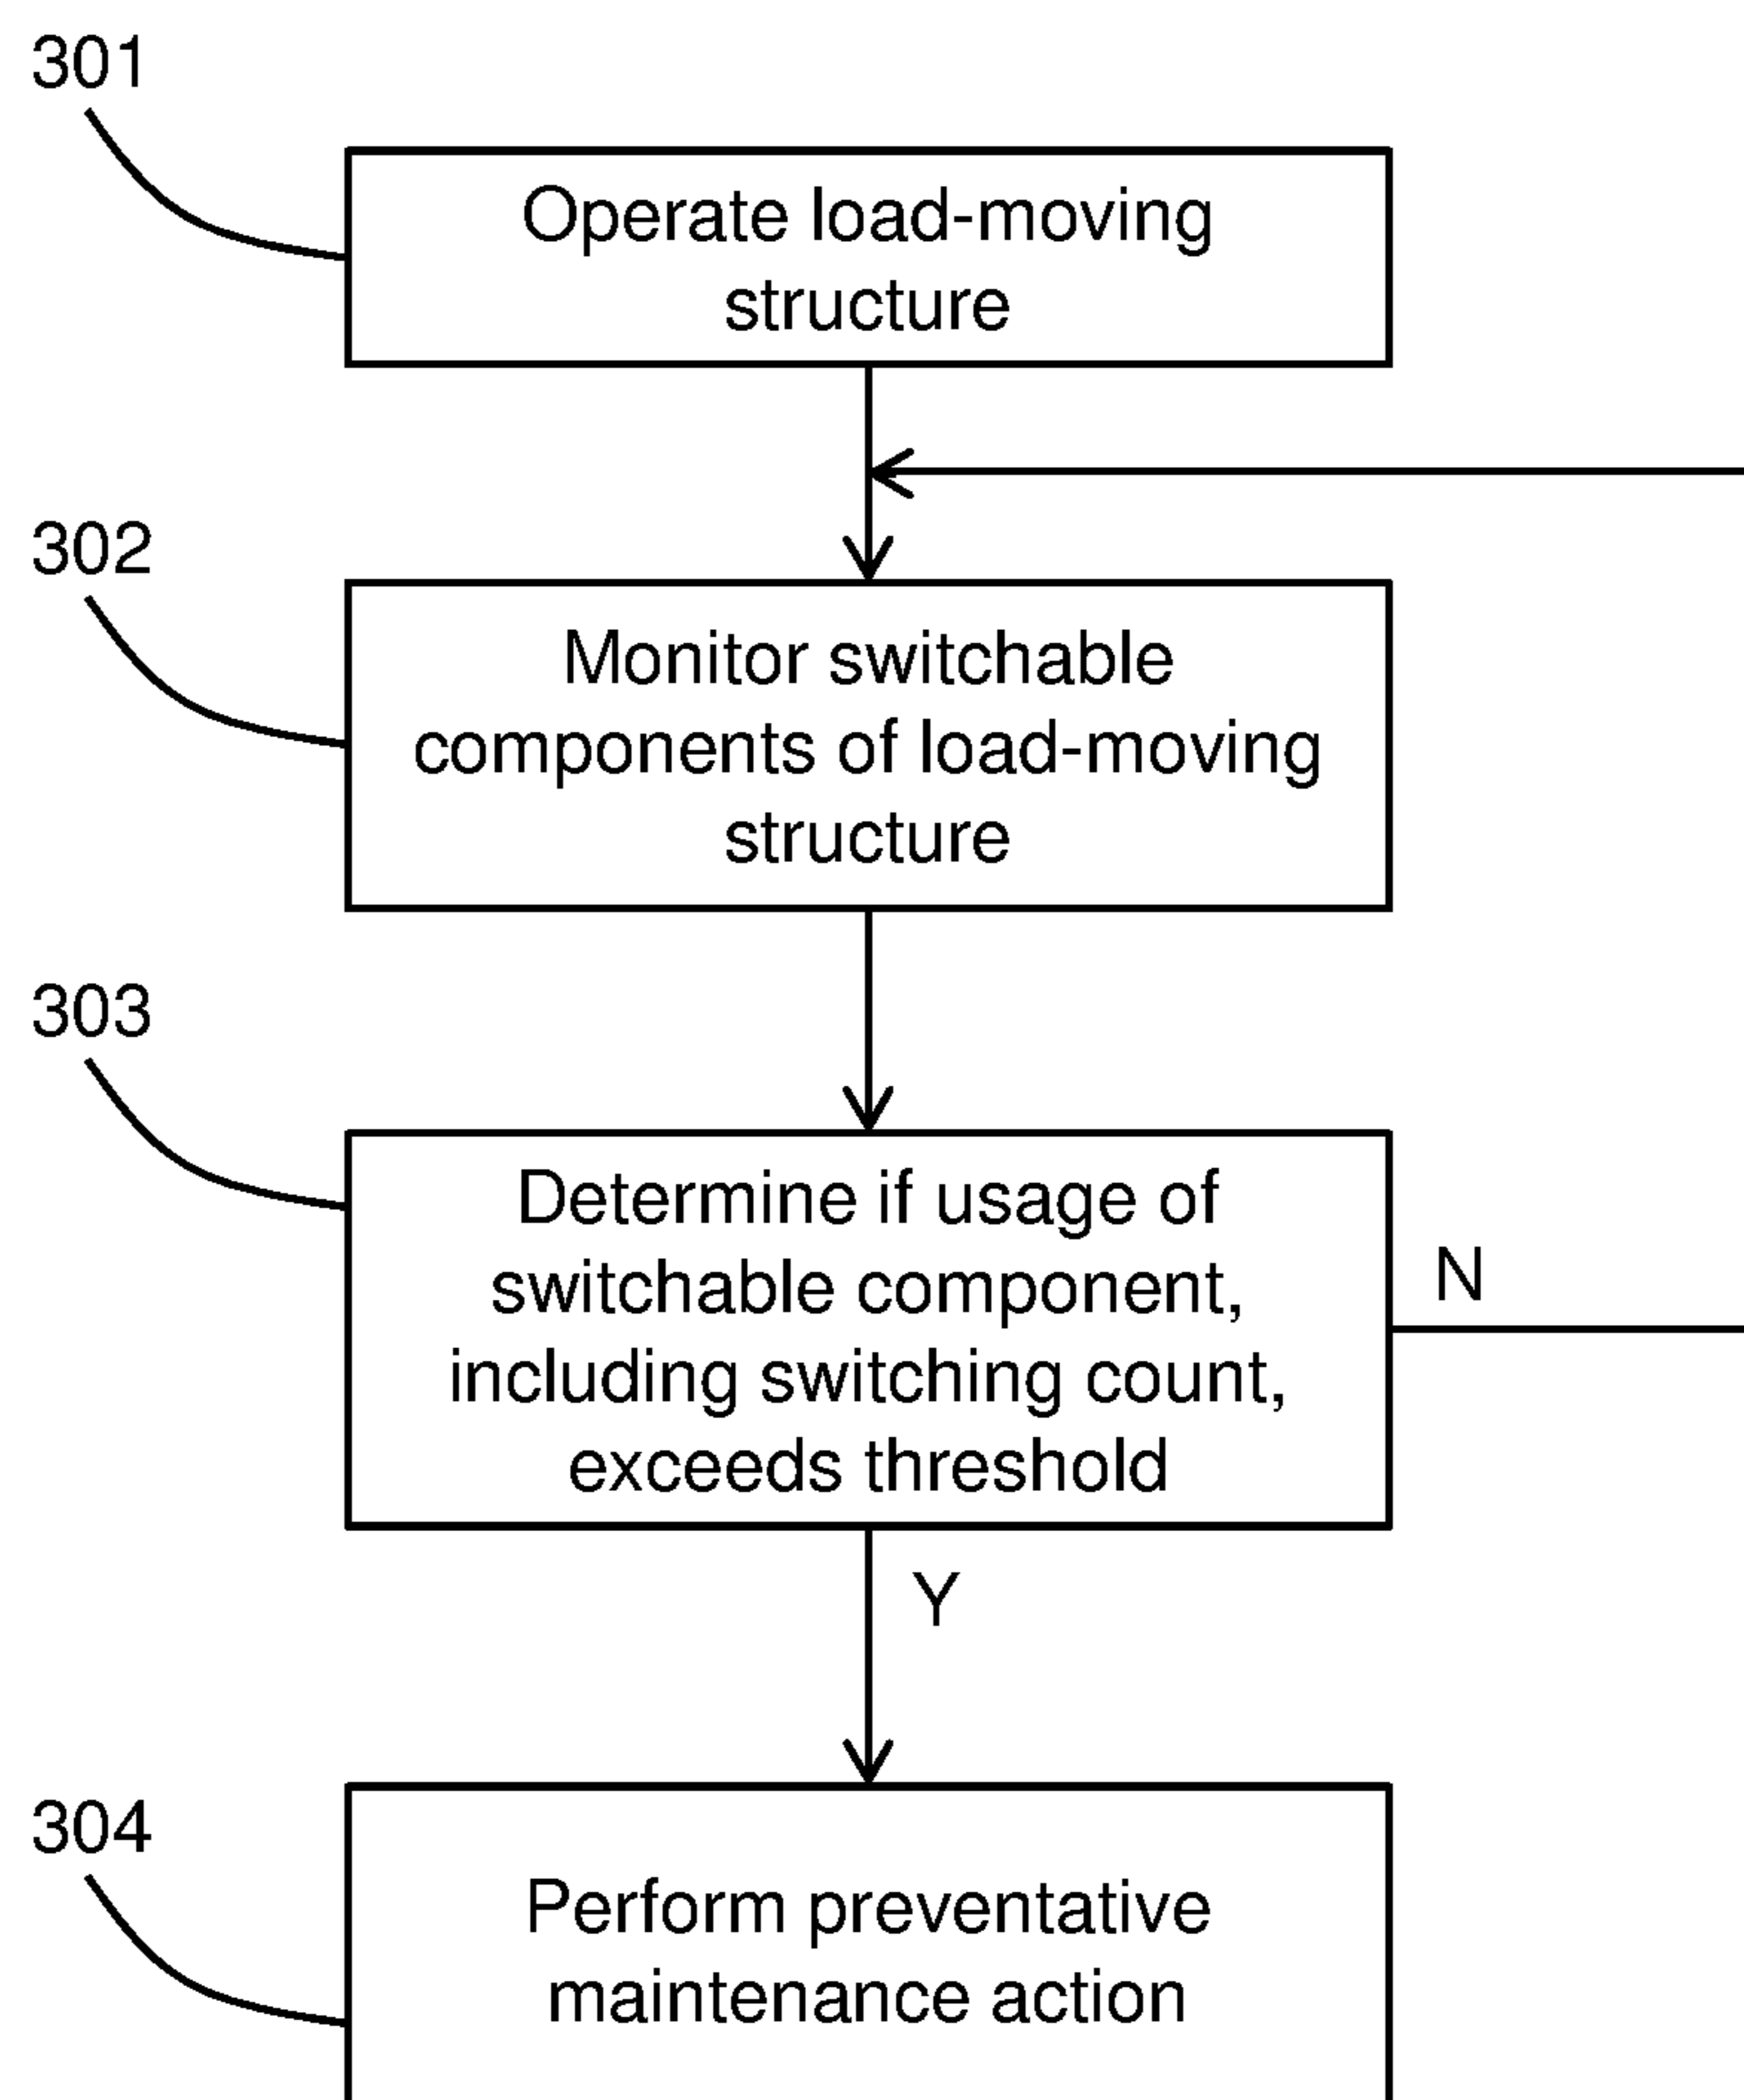 301
Operate load-moving
structure
302
Monitor switchable
components of load-moving
structure
303
Determine if usage of
switchable component,
including switching count,
exceeds threshold
N
Y
304
Perform preventative
maintenance action